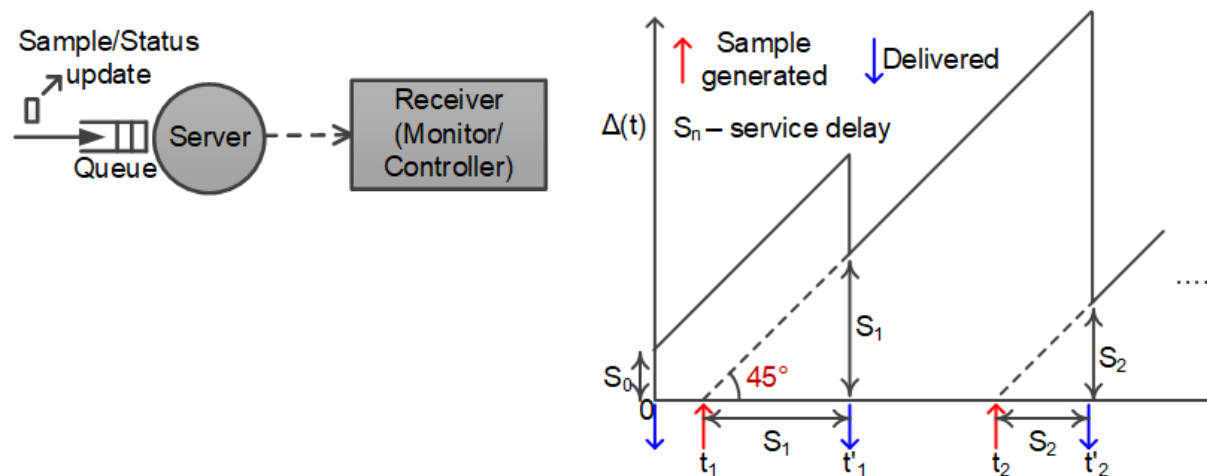 Sample/Status
update
Server
Queue
Receiver
(Monitor/
Controller)
Δ(t)
Sample
generated
Delivered
Sₙ – service delay
S₀
0
45°
S₁
S₂
S₁
S₂
t₁
t'₁
t₂
t'₂
....